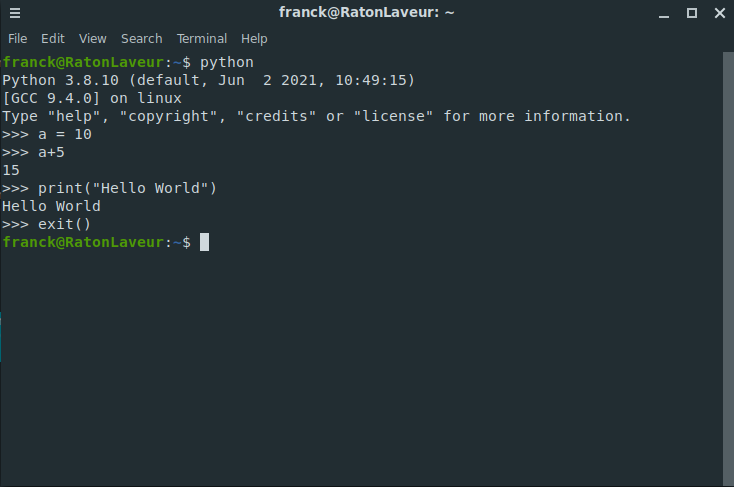 franck@RatonLaveur: ~
File Edit View Search Terminal Help
franck@RatonLaveur:~$ python
Python 3.8.10 (default, Jun  2 2021, 10:49:15)
[GCC 9.4.0] on linux
Type "help", "copyright", "credits" or "license" for more information.
>>> a = 10
>>> a+5
15
>>> print("Hello World")
Hello World
>>> exit()
franck@RatonLaveur:~$